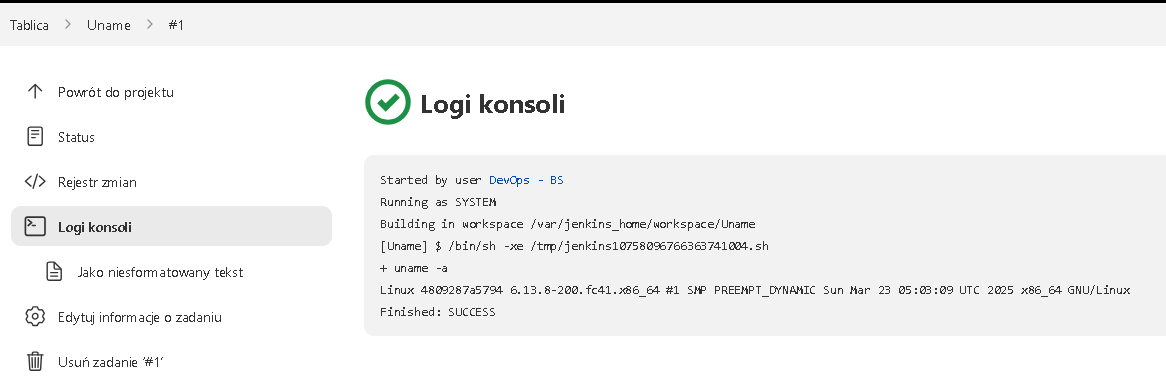 Tablica > Uname > #1
Powrót do projektu
Status
Rejestr zmian
Logi konsoli
Jako niesformatowany tekst
Edytuj informacje o zadaniu
Usuń zadanie ‘#1’
Logi konsoli
Started by user DevOps - BS
Running as SYSTEM
Building in workspace /var/jenkins_home/workspace/Uname
[Uname] $ /bin/sh -xe /tmp/jenkins10758096766363741004.sh
+ uname -a
Linux 4809287a5794 6.13.8-200.fc41.x86_64 #1 SMP PREEMPT_DYNAMIC Sun Mar 23 05:03:09 UTC 2025 x86_64 GNU/Linux
Finished: SUCCESS